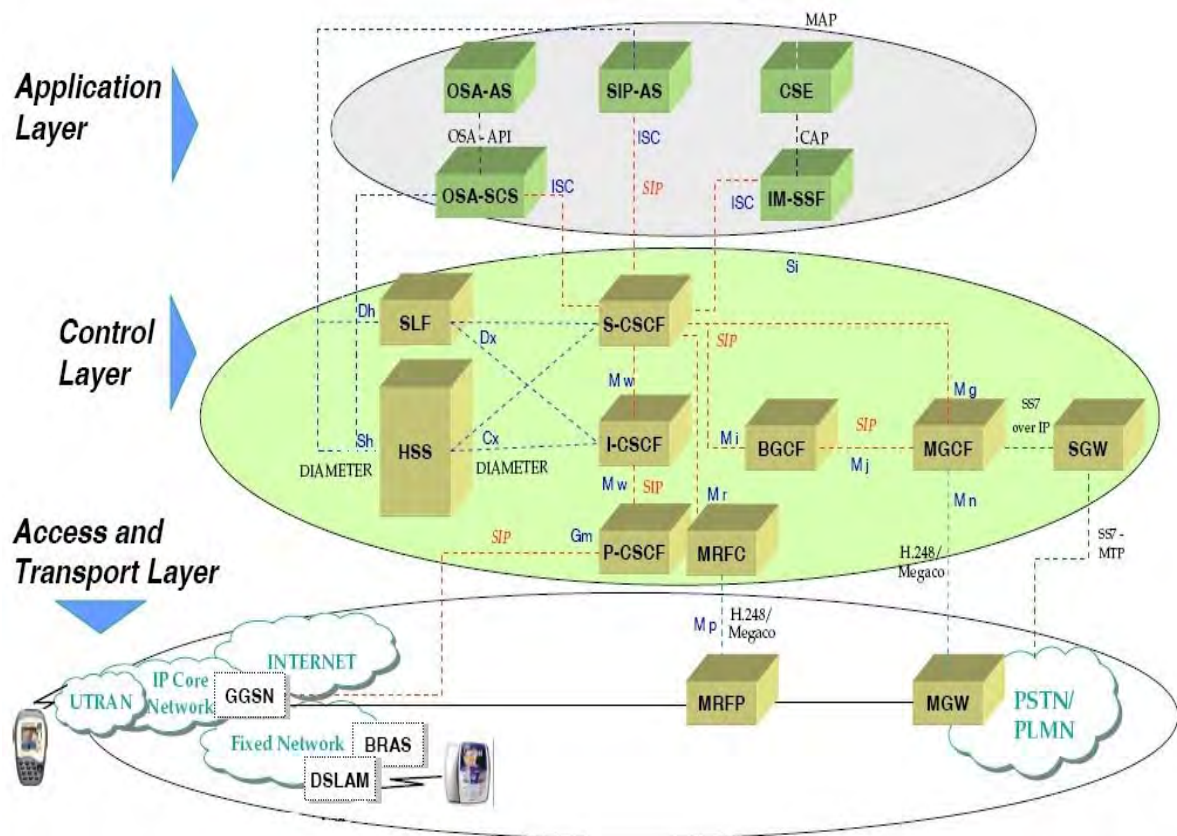 MAP
Application
Layer
OSA-AS
SIP-AS
CSE
OSA - API
ISC
CAP
OSA-SCS
ISC
SIP
ISC
IM-SSF
Si
Control
Layer
Dh
SLF
Dx
S-CSCF
SIP
Mw
Mg
SS7
over IP
Sh
HSS
Cx
I-CSCF
Mi
BGCF
SIP
Mj
MGCF
SGW
DIAMETER
DIAMETER
Mw
SIP
Mr
Mn
Access and
Transport Layer
SIP
Gm
P-CSCF
MRFC
H.248/
Megaco
SS7 -
MTP
Mp
H.248/
Megaco
INTERNET
UTRAN
IP Core
Network
GGSN
MRFP
MGW
PSTN/
PLMN
Fixed Network
BRAS
DSLAM